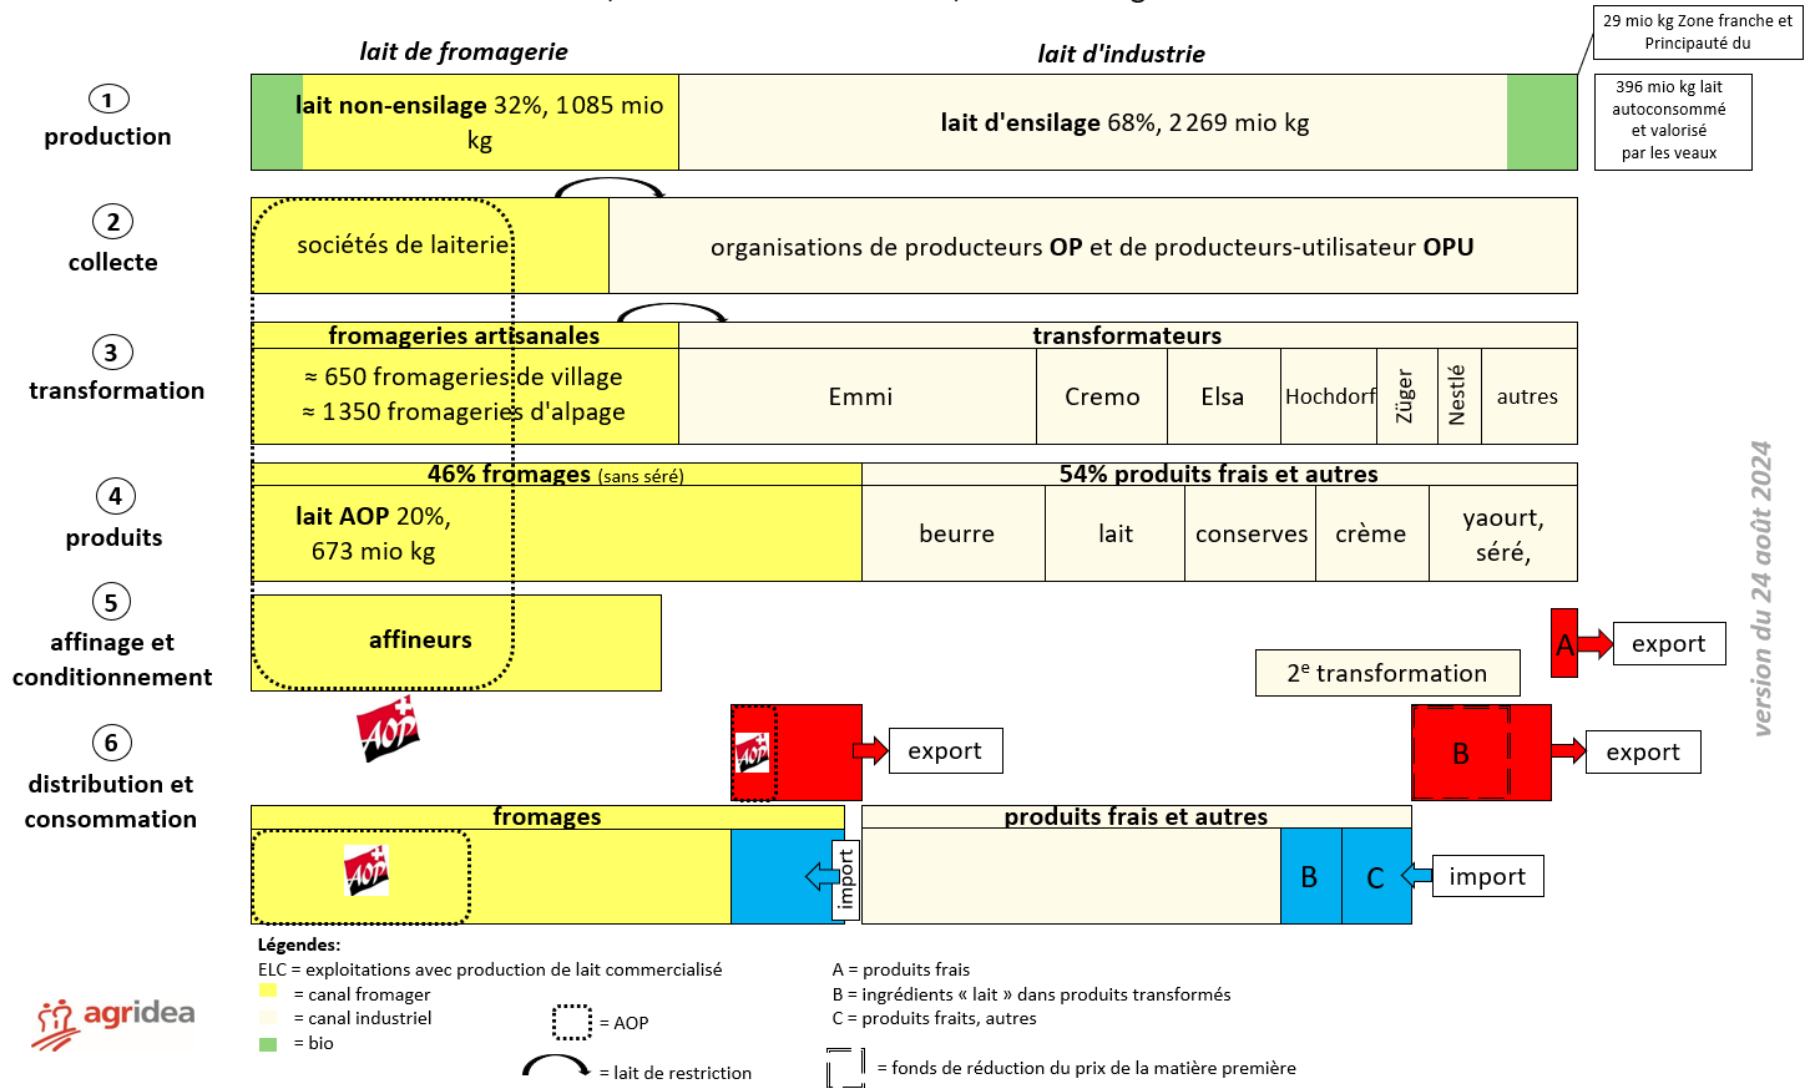 29 mio kg Zone franche et
Principauté du
lait de fromagerie
lait d'industrie
1
production
lait non-ensilage 32%, 1085 mio
kg
lait d'ensilage 68%, 2269 mio kg
396 mio kg lait
autoconsommé
et valorisé
par les veaux
2
collecte
sociétés de laiterie
organisations de producteurs OP et de producteurs-utilisateur OPU
3
transformation
fromageries artisanales
≈ 650 fromageries de village
≈ 1350 fromageries d'alpage
transformateurs
Emmi
Cremo
Elsa
Hochdorf
Züger
Nestlé
autres
4
produits
46% fromages (sans séré)
lait AOP 20%,
673 mio kg
54% produits frais et autres
beurre
lait
conserves
crème
yaourt,
séré,
5
affinage et
conditionnement
affineurs
2e transformation
A
export
version du 24 août 2024
6
distribution et
consommation
AOP
AOP
export
B
export
fromages
AOP
import
produits frais et autres
B
C
import
Légendes:
ELC = exploitations avec production de lait commercialisé
= canal fromager
= canal industriel
= bio
= AOP
= lait de restriction
A = produits frais
B = ingrédients « lait » dans produits transformés
C = produits fraits, autres
= fonds de réduction du prix de la matière première
agridea